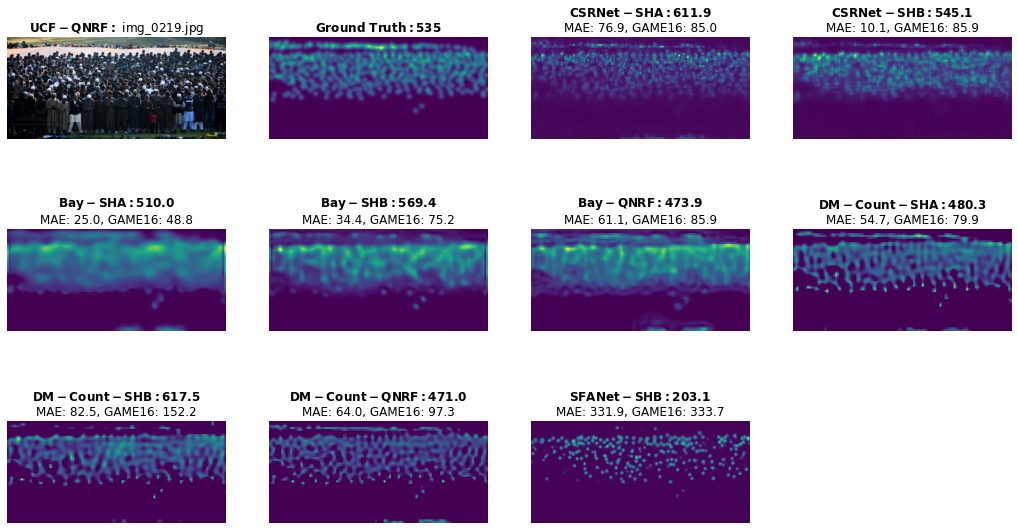 UCF − QNRF : img_0219.jpg
Ground Truth : 535
CSRNet − SHA : 611.9
MAE: 76.9, GAME16: 85.0
CSRNet − SHB : 545.1
MAE: 10.1, GAME16: 85.9
Bay − SHA : 510.0
MAE: 25.0, GAME16: 48.8
Bay − SHB : 569.4
MAE: 34.4, GAME16: 75.2
Bay − QNRF : 473.9
MAE: 61.1, GAME16: 85.9
DM − Count − SHA : 480.3
MAE: 54.7, GAME16: 79.9
DM − Count − SHB : 617.5
MAE: 82.5, GAME16: 152.2
DM − Count − QNRF : 471.0
MAE: 64.0, GAME16: 97.3
SFANet − SHB : 203.1
MAE: 331.9, GAME16: 333.7